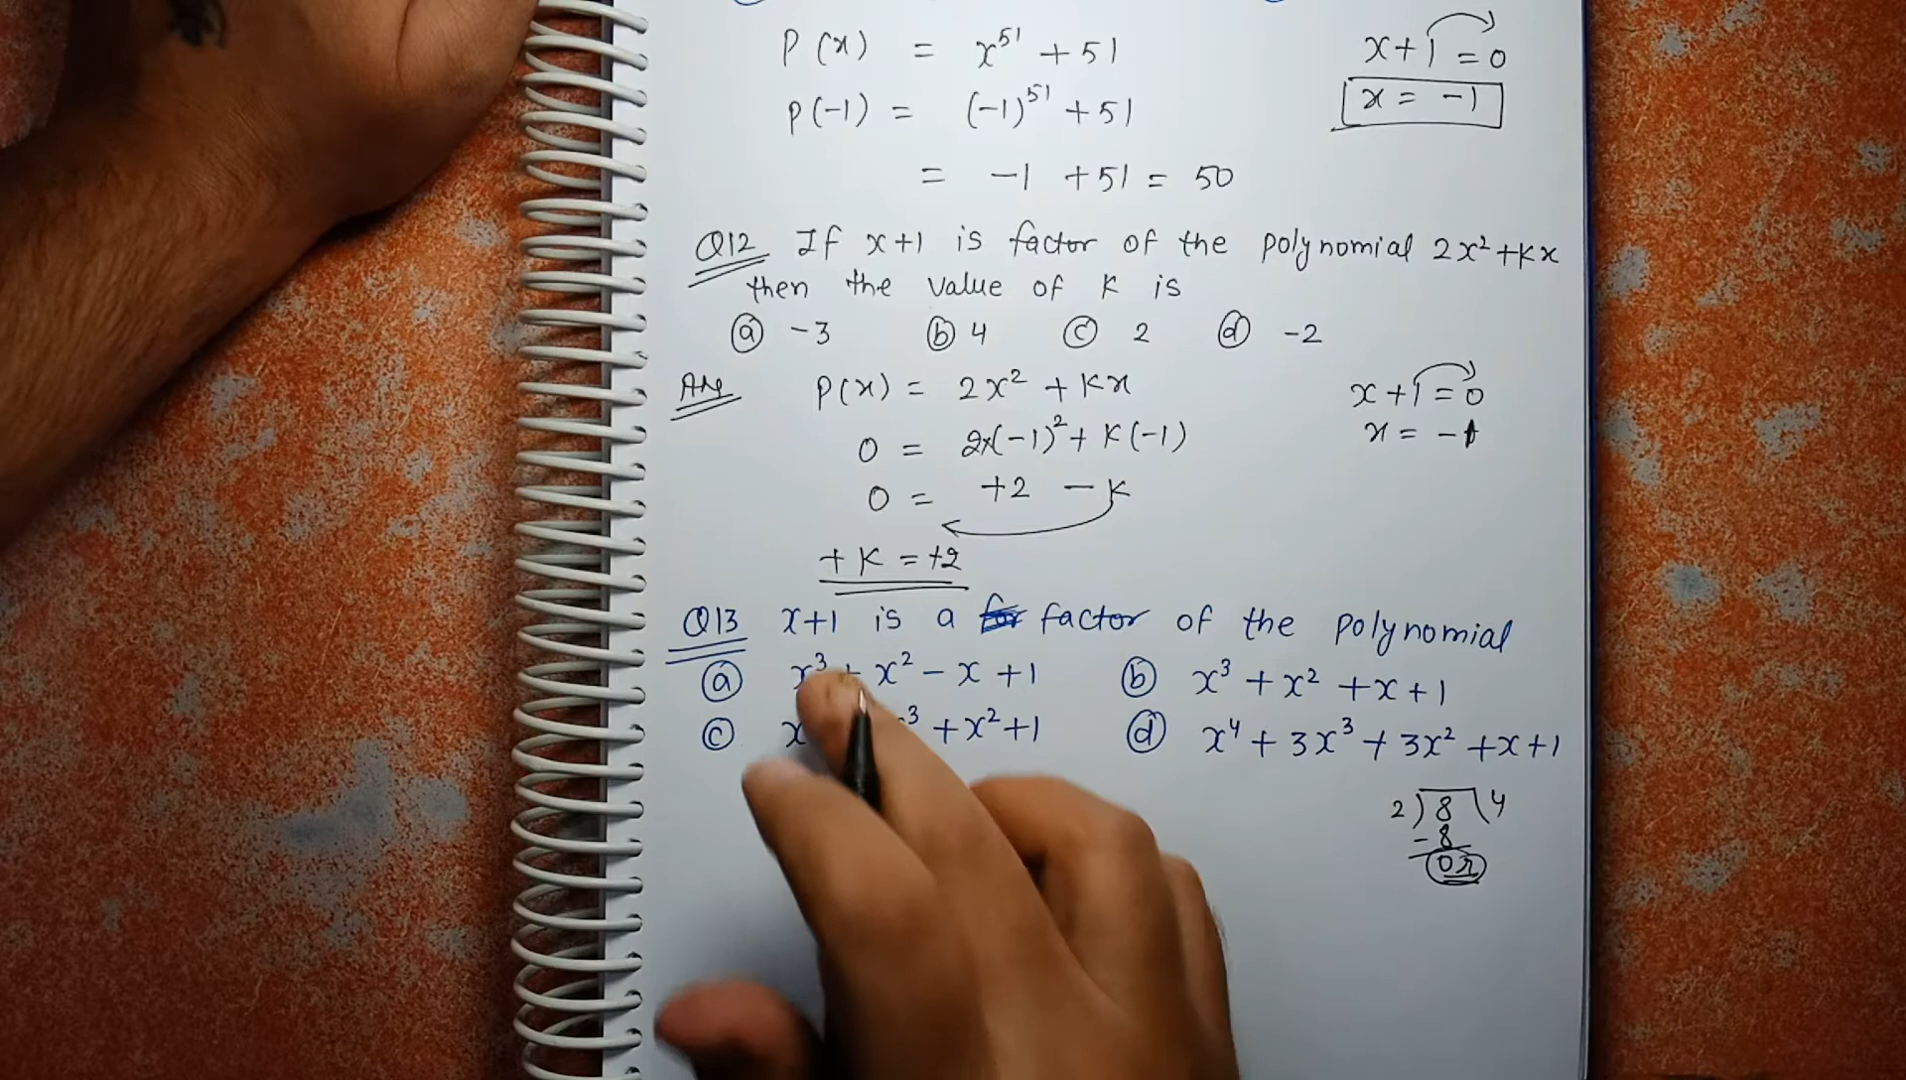 P(x) = x⁵¹ + 51
x+1 = 0
P(-1) = (-1)⁵¹ + 51
x = -1
= -1 + 51 = 50
Q12 If x+1 is factor of the polynomial 2x²+Kx
then the value of K is
(a) -3 (b) 4 (c) 2 (d) -2
Ans P(x) = 2x² + Kx
x+1 = 0
0 = 2x(-1)² + K(-1)
x = -1
0 = +2 - K
+K = +2
Q13 x+1 is a factor of the polynomial
(a) x³ + x² - x + 1 (b) x³ + x² + x + 1
(c) x ³ + x² + 1 (d) x⁴ + 3x³ + 3x² + x + 1
2) 8 \4
-8
0